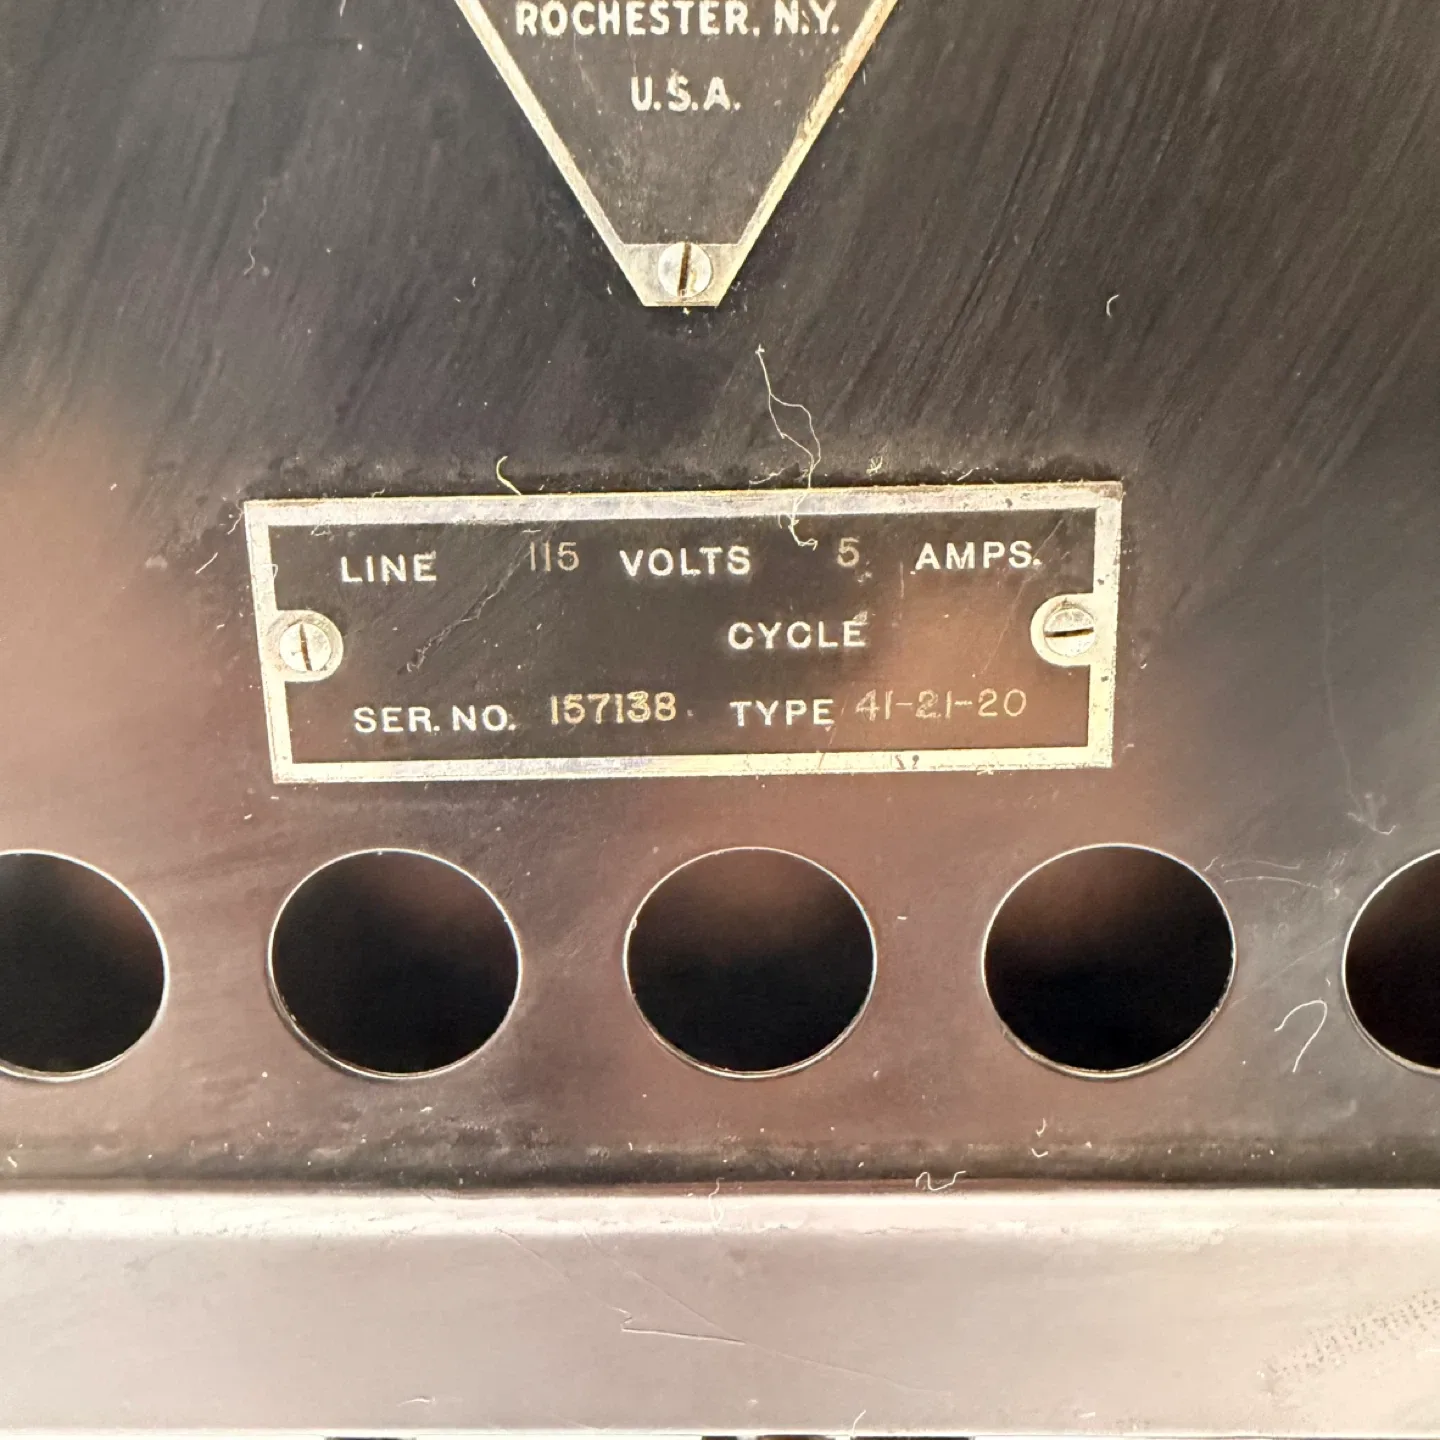 ROCHESTER, N.Y.
U.S.A.
LINE 115 VOLTS 5 AMPS.
CYCLE
SER. NO. 157138 TYPE 41-21-20